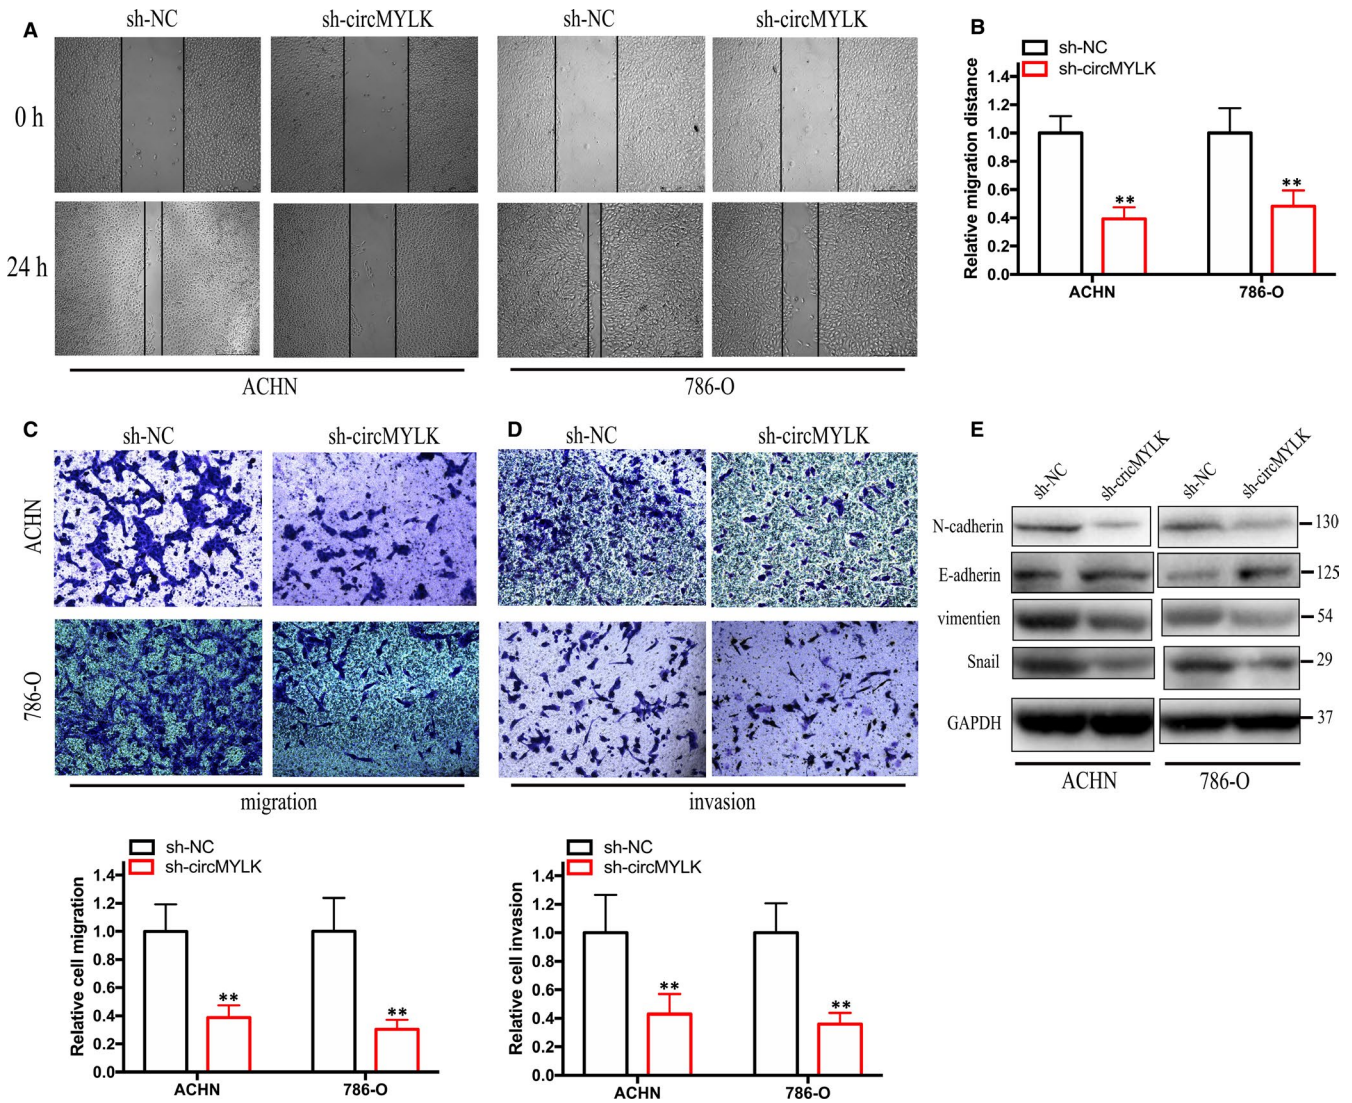 A
sh-NC
sh-circMYLK
sh-NC
sh-circMYLK
0 h
24 h
ACHN
786-O
B
sh-NC
sh-circMYLK
Relative migration distance
1.4
1.2
1.0
0.8
0.6
0.4
0.2
0.0
**
**
ACHN
786-O
C
sh-NC
sh-circMYLK
ACHN
786-O
migration
sh-NC
sh-circMYLK
Relative cell migration
1.4
1.2
1.0
0.8
0.6
0.4
0.2
0.0
**
**
ACHN
786-O
D
sh-NC
sh-circMYLK
invasion
sh-NC
sh-circMYLK
Relative cell invasion
1.4
1.2
1.0
0.8
0.6
0.4
0.2
0.0
**
**
ACHN
786-O
E
sh-NC
sh-cricMYLK
sh-NC
sh-circMYLK
N-cadherin
130
E-adherin
125
vimentien
54
Snail
29
GAPDH
37
ACHN
786-O